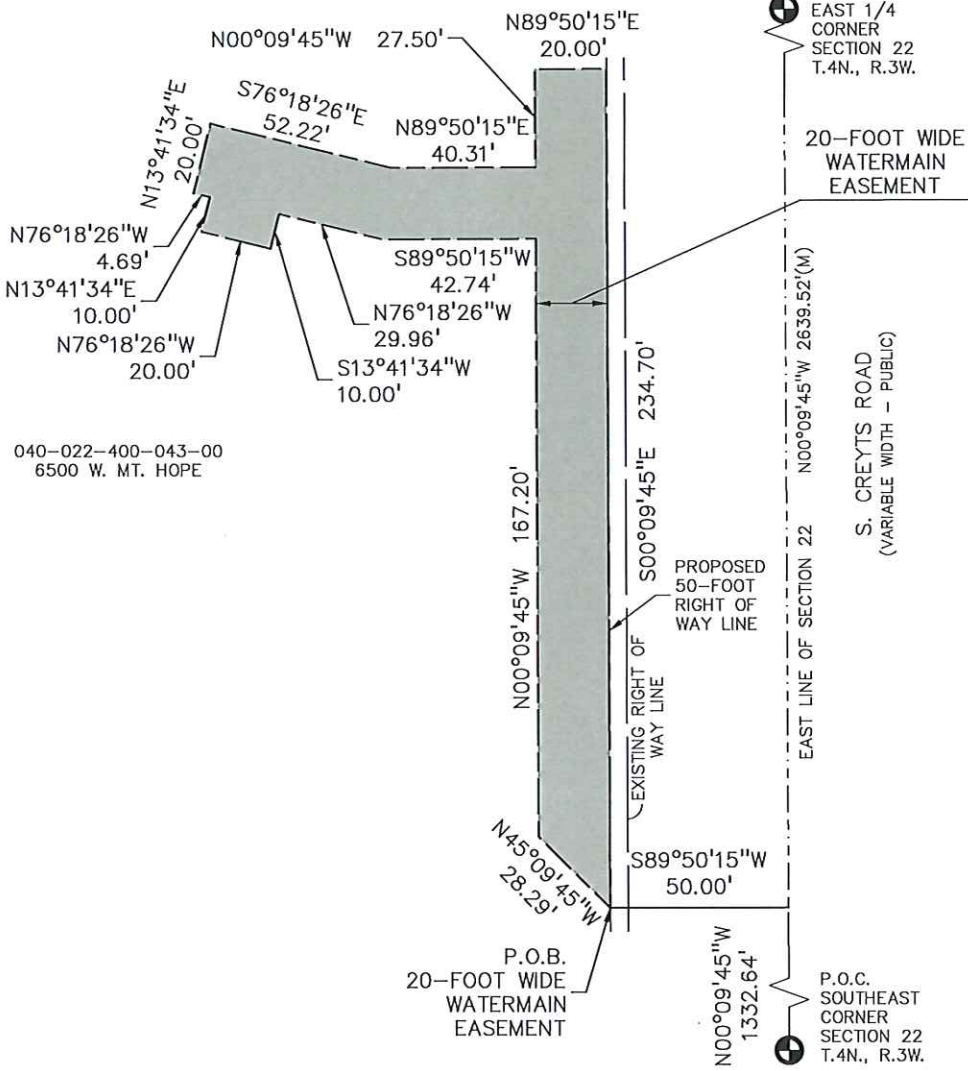 EAST 1/4
CORNER
SECTION 22
T.4N., R.3W.
N89°50'15"E
20.00'
N00°09'45"W 27.50'
S76°18'26"E
52.22'
N13°41'34"E
20.00'
N89°50'15"E
40.31'
20-FOOT WIDE
WATERMAIN
EASEMENT
N76°18'26"W
4.69'
N13°41'34"E
10.00'
N76°18'26"W
20.00'
S89°50'15"W
42.74'
N76°18'26"W
29.96'
S13°41'34"W
10.00'
040-022-400-043-00
6500 W. MT. HOPE
N00°09'45"W 167.20'
S00°09'45"E 234.70'
PROPOSED
50-FOOT
RIGHT OF
WAY LINE
EXISTING RIGHT OF
WAY LINE
EAST LINE OF SECTION 22 N00°09'45"W 2639.52'(M)
S. CREYTS ROAD
(VARIABLE WIDTH - PUBLIC)
N45°09'45"W
28.29'
S89°50'15"W
50.00'
P.O.B.
20-FOOT WIDE
WATERMAIN
EASEMENT
N00°09'45"W
1332.64'
P.O.C.
SOUTHEAST
CORNER
SECTION 22
T.4N., R.3W.